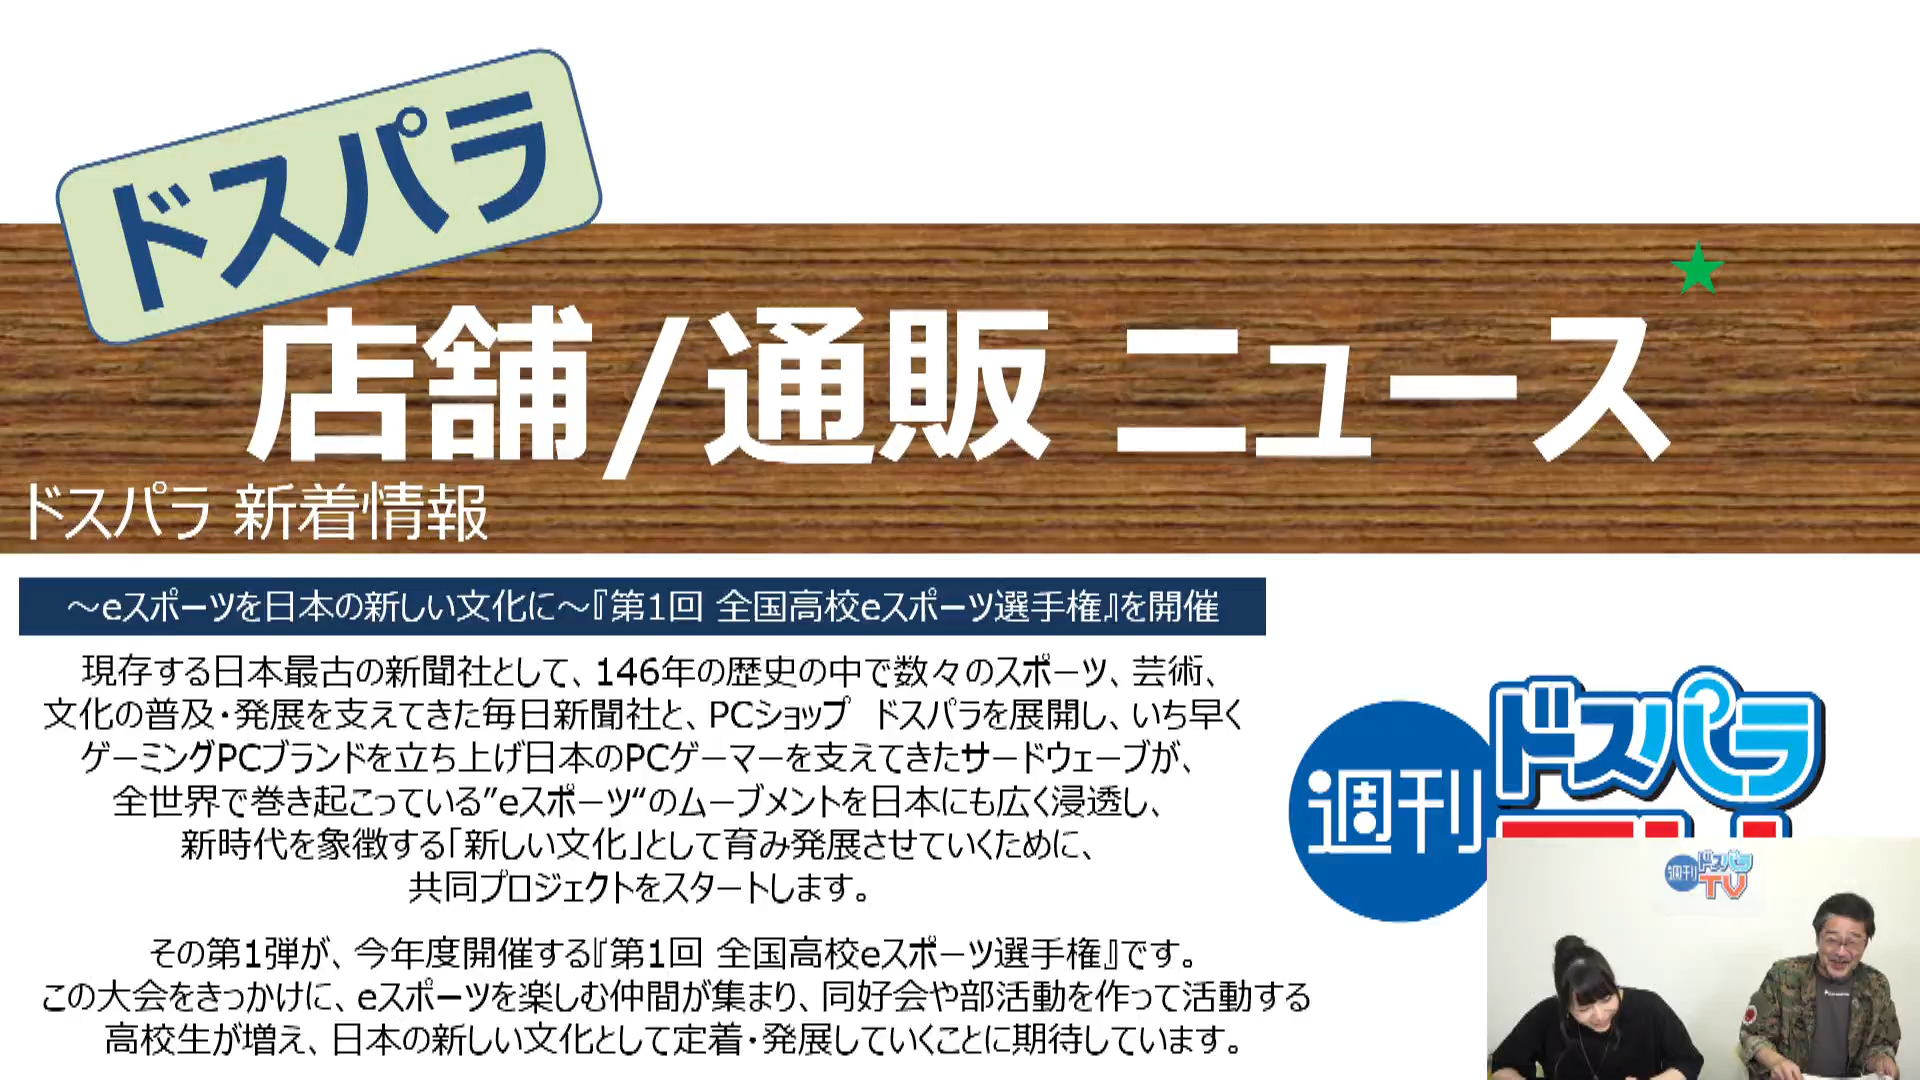 ドスパラ
店舗/通販 ニュース
ドスパラ 新着情報
～eスポーツを日本の新しい文化に～『第1回 全国高校eスポーツ選手権』を開催
現存する日本最古の新聞社として、146年の歴史の中で数々のスポーツ、芸術、
文化の普及・発展を支えてきた毎日新聞社と、PCショップ　ドスパラを展開し、いち早く
ゲーミングPCブランドを立ち上げ日本のPCゲーマーを支えてきたサードウェーブが、
全世界で巻き起こっている”eスポーツ“のムーブメントを日本にも広く浸透し、
新時代を象徴する「新しい文化」として育み発展させていくために、
共同プロジェクトをスタートします。
その第1弾が、今年度開催する『第1回 全国高校eスポーツ選手権』です。
この大会をきっかけに、eスポーツを楽しむ仲間が集まり、同好会や部活動を作って活動する
高校生が増え、日本の新しい文化として定着・発展していくことに期待しています。
週刊 ドスパラ
週刊 ドスパラ
TV